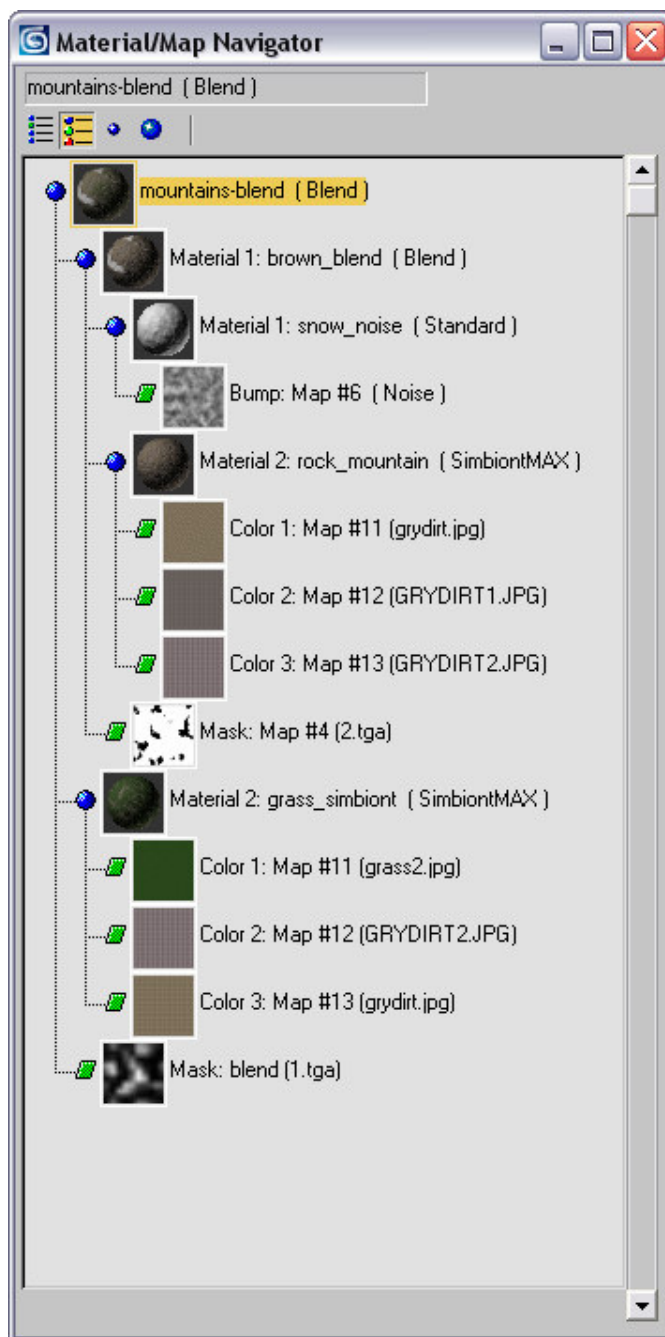 Material/Map Navigator
mountains-blend ( Blend )
mountains-blend ( Blend )
Material 1: brown_blend ( Blend )
Material 1: snow_noise ( Standard )
Bump: Map #6 ( Noise )
Material 2: rock_mountain ( SimbiontMAX )
Color 1: Map #11 (grydirt.jpg)
Color 2: Map #12 (GRYDIRT1.JPG)
Color 3: Map #13 (GRYDIRT2.JPG)
Mask: Map #4 (2.tga)
Material 2: grass_simbiont ( SimbiontMAX )
Color 1: Map #11 (grass2.jpg)
Color 2: Map #12 (GRYDIRT2.JPG)
Color 3: Map #13 (grydirt.jpg)
Mask: blend (1.tga)